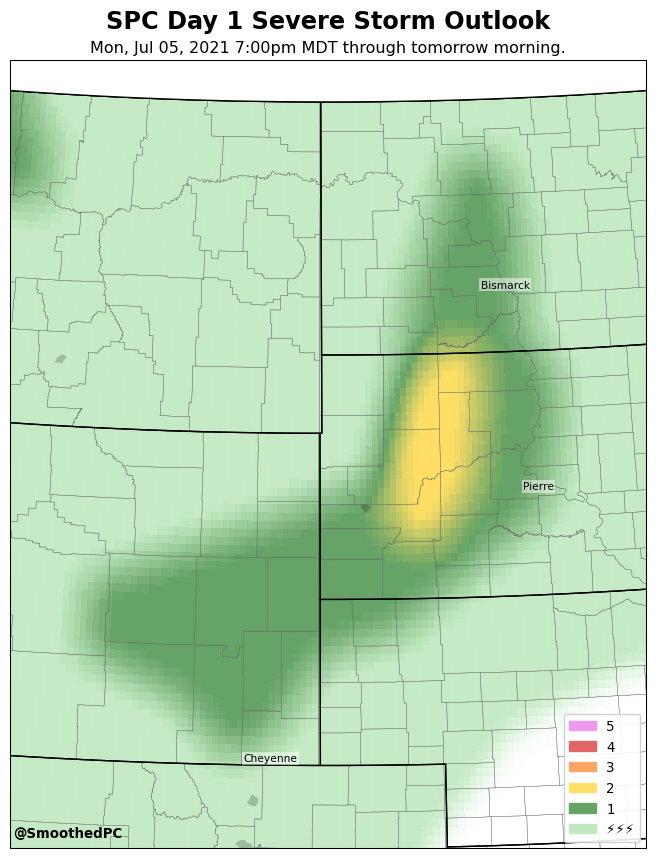 SPC Day 1 Severe Storm Outlook
Mon, Jul 05, 2021 7:00pm MDT through tomorrow morning.
Bismarck
Pierre
Cheyenne
5
4
3
2
1
⚡⚡⚡
@SmoothedPC